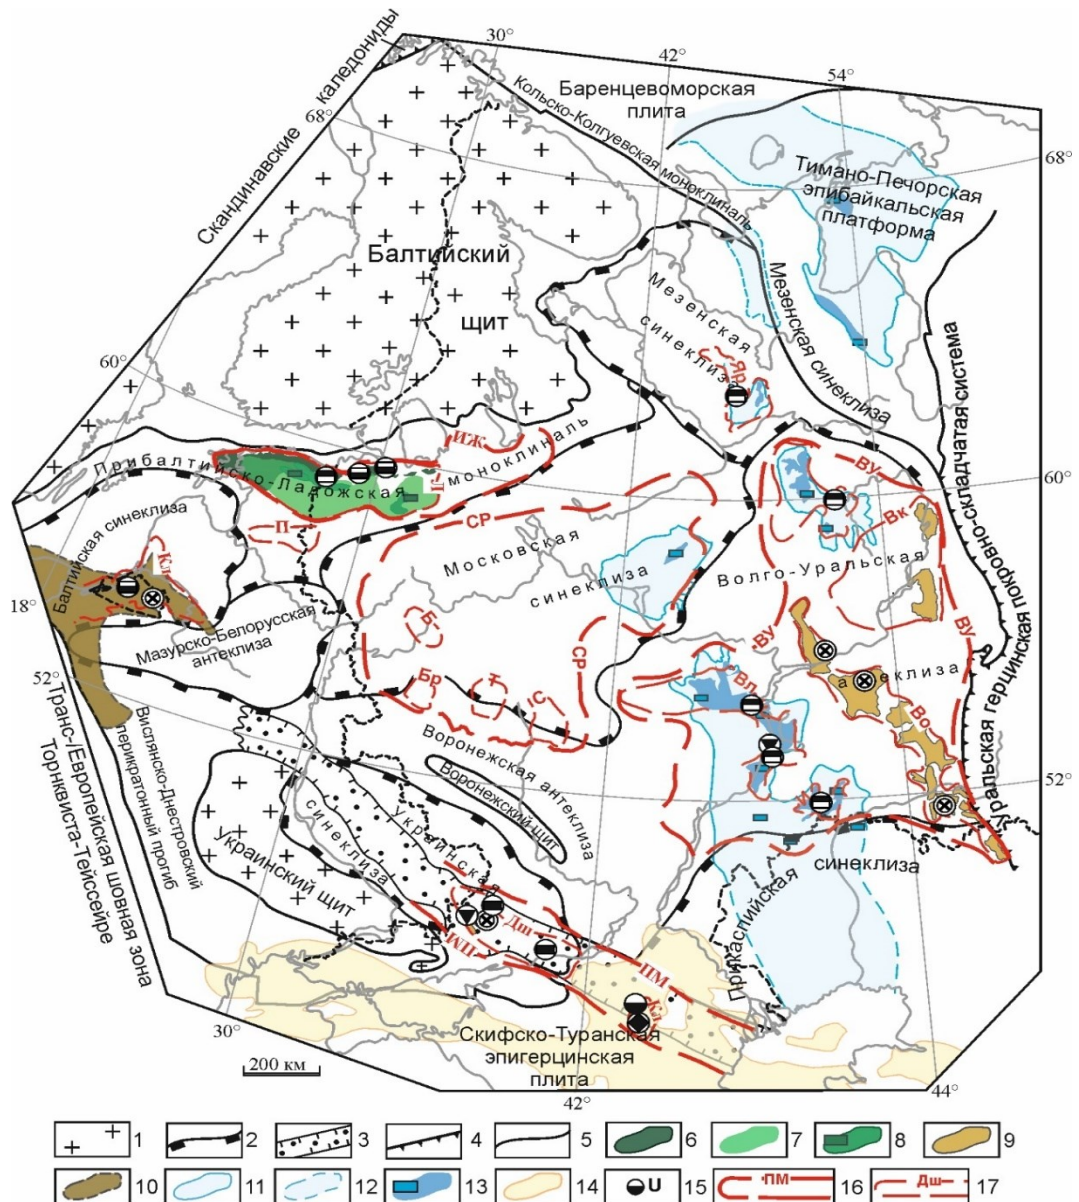 30°
42°
54°
68°
68°
60°
60°
18°
52°
52°
30°
42°
44°
Скандинавские каледониды
Баренцевоморская
плита
Кольско-Колгуевская моноклиналь
Тимано-Печорская
эпибайкальская
платформа
Балтийский
щит
Мезенская
синеклиза
Мезенская синеклиза
Яр
ИЖ
Прибалтийско-Ладожская
моноклиналь
П
СР
Московская
синеклиза
ВУ
Вк
Волго-Уральская
антеклиза
Балтийская синеклиза
Мазурско-Белорусская
антеклиза
Б
Бр
Т
С
СР
ВУ
ВУ
Вл
Во
Уральская герцинская покровно-складчатая система
Транс-/Европейская шовная зона
Торнквиста-Тейссейре
Вислянско-Днестровский
перикратонный прогиб
Воронежская антеклиза
Воронежский щит
украинская
синеклиза
украинский щит
Дш
ПМ
ПМ
Прикаспийская
синеклиза
Скифско-Туранская
эпигерцинская
плита
200 км
1
2
3
4
5
6
7
8
9
10
11
12
13
14
U 15
ПМ 16
Дш 17